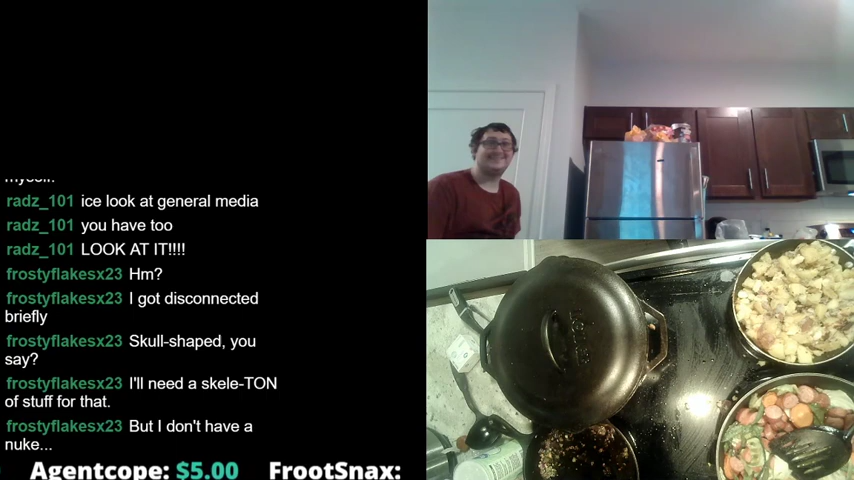 radz_101 ice look at general media
radz_101 you have too
radz_101 LOOK AT IT!!!!
frostyflakesx23 Hm?
frostyflakesx23 I got disconnected
briefly
frostyflakesx23 Skull-shaped, you
say?
frostyflakesx23 I'll need a skele-TON
of stuff for that.
frostyflakesx23 But I don't have a
nuke...
Agentcope: $5.00 FrootSnax: